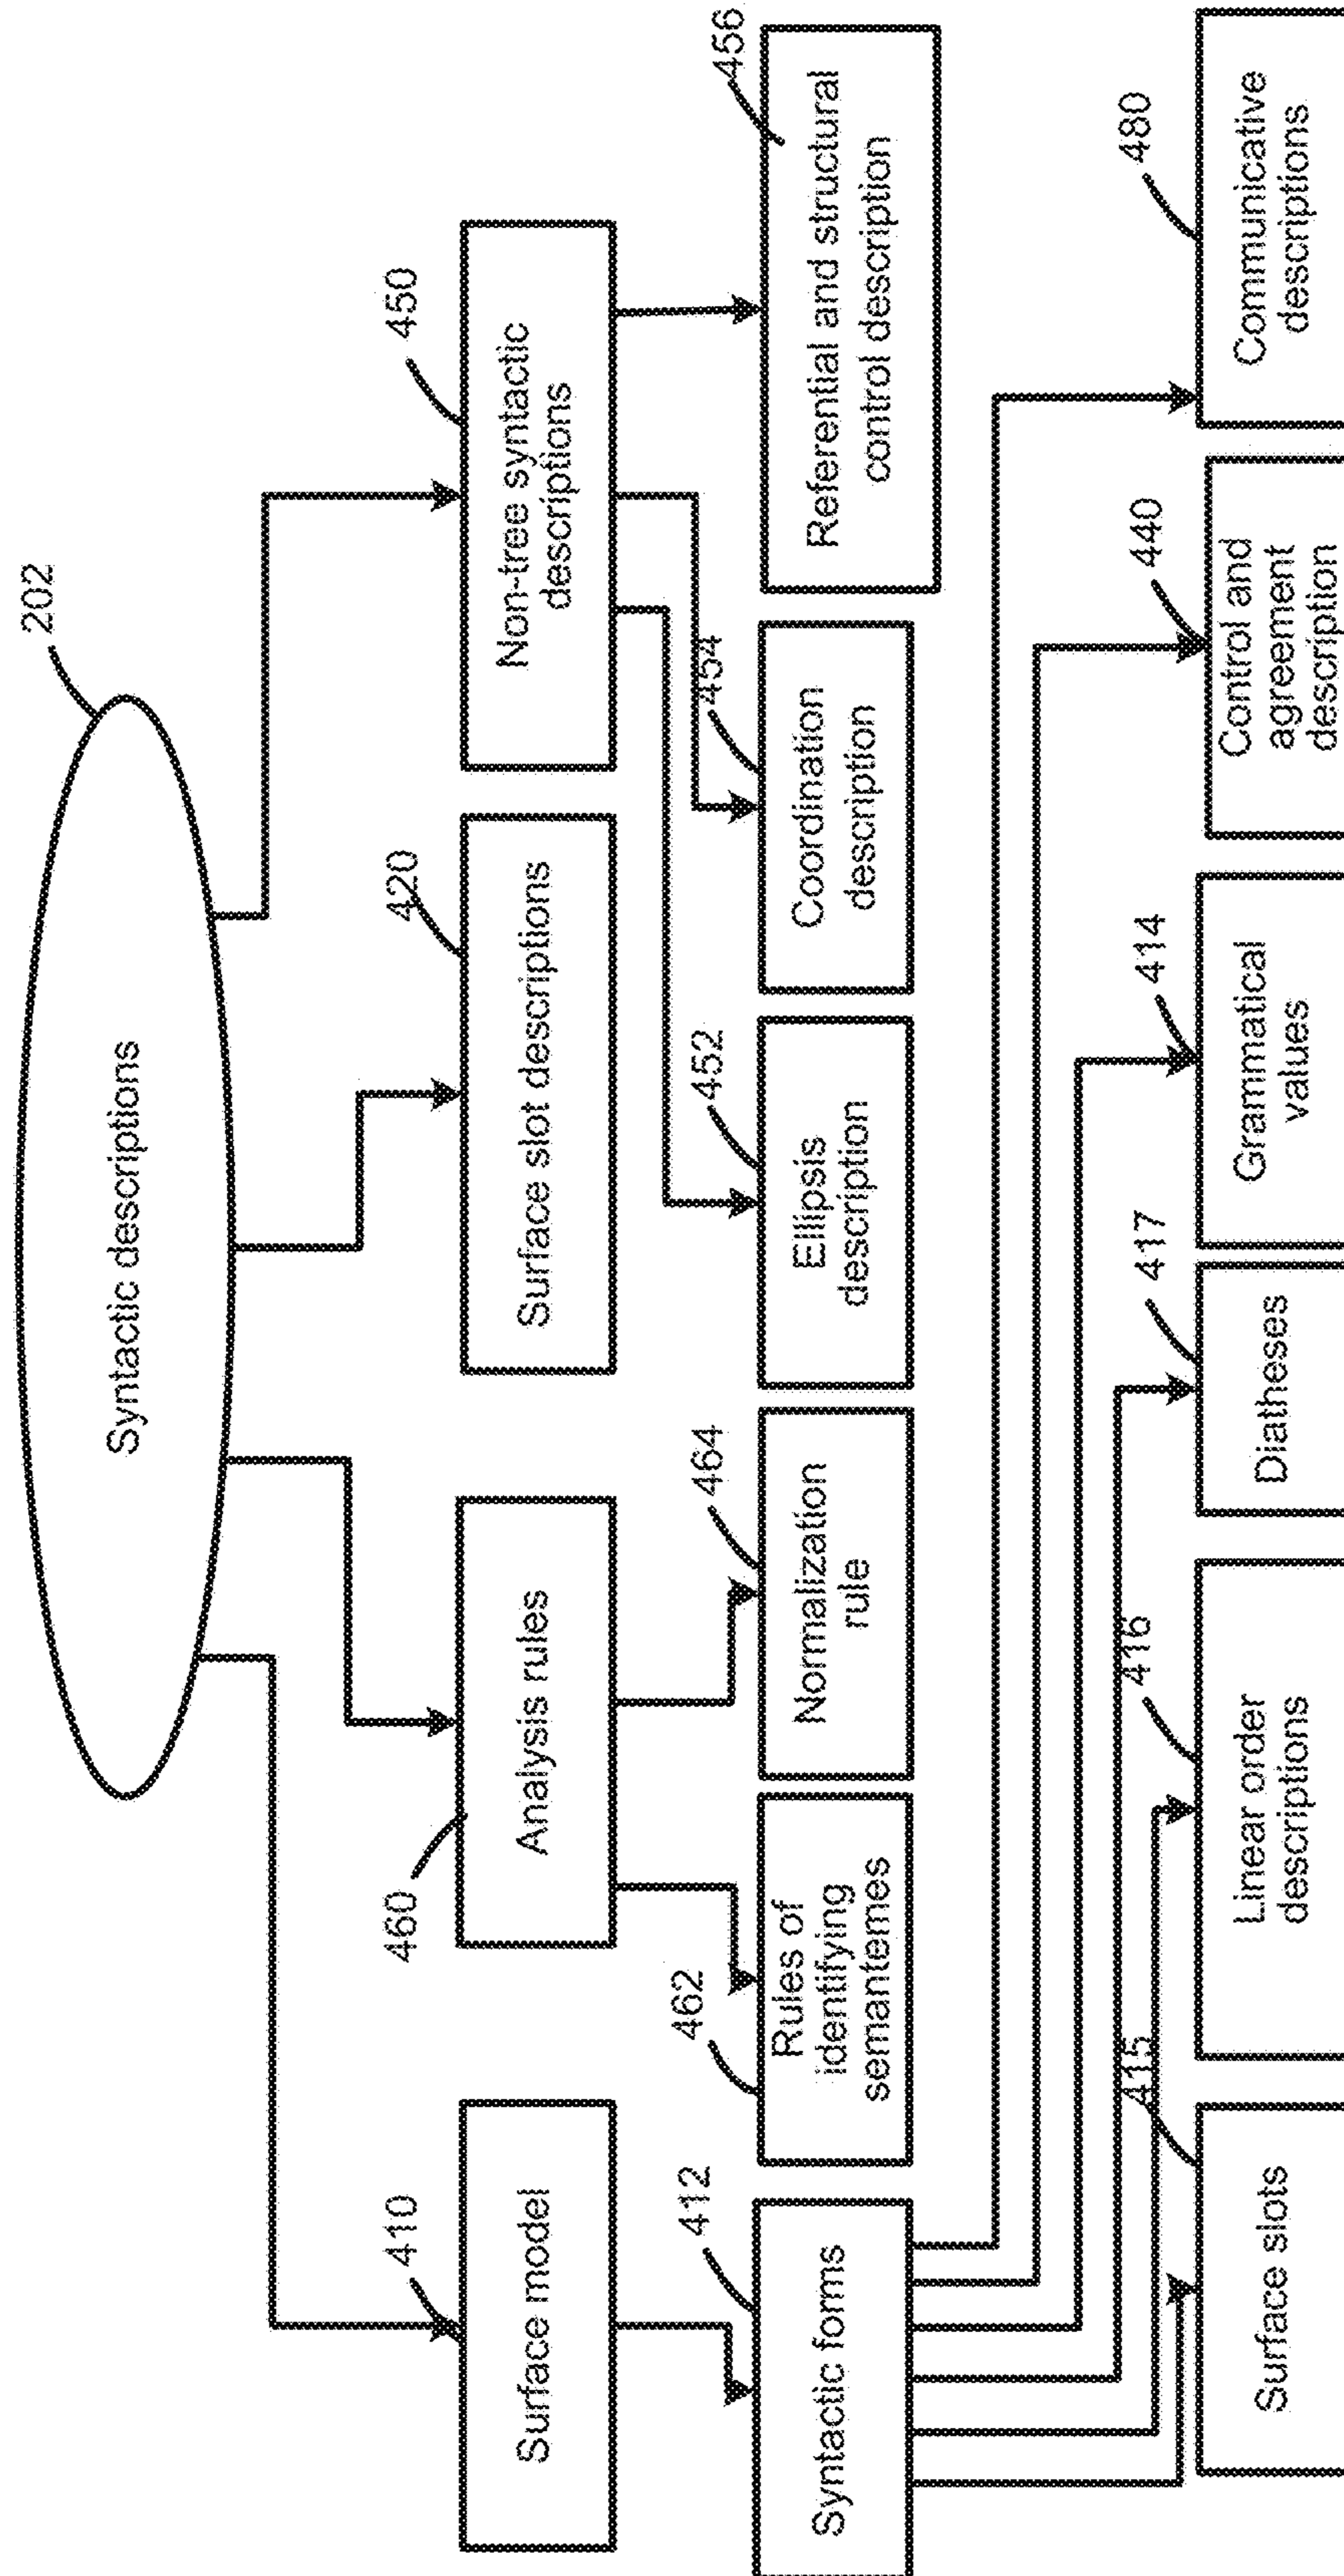 202
Syntactic descriptions
410
460
420
450
Surface model
Analysis rules
Surface slot descriptions
Non-tree syntactic
descriptions
412
462
464
452
454
456
Syntactic forms
Rules of
identifying
semantemes
Normalization
rule
Ellipsis
description
Coordination
description
Referential and structural
control description
415
416
417
414
440
480
Surface slots
Linear order
descriptions
Diatheses
Grammatical
values
Control and
agreement
description
Communicative
descriptions